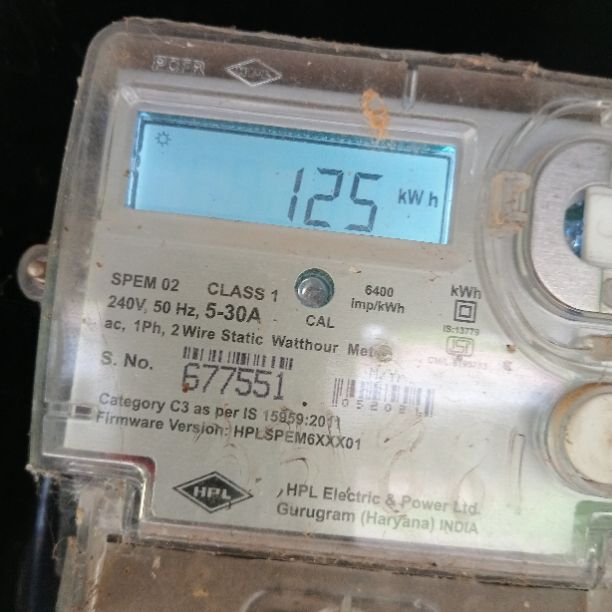 125 kWh
SPEM 02 CLASS 1
6400
imp/kWh
kWh
240V, 50 Hz, 5-30A
CAL
IS:13779
ac, 1Ph, 2 Wire Static Watthour
S. No.
677551
Category C3 as per IS 15959:2011
Firmware Version: HPLSPEM6XXX01
HPL
HPL Electric & Power Ltd.
Gurugram (Haryana) INDIA